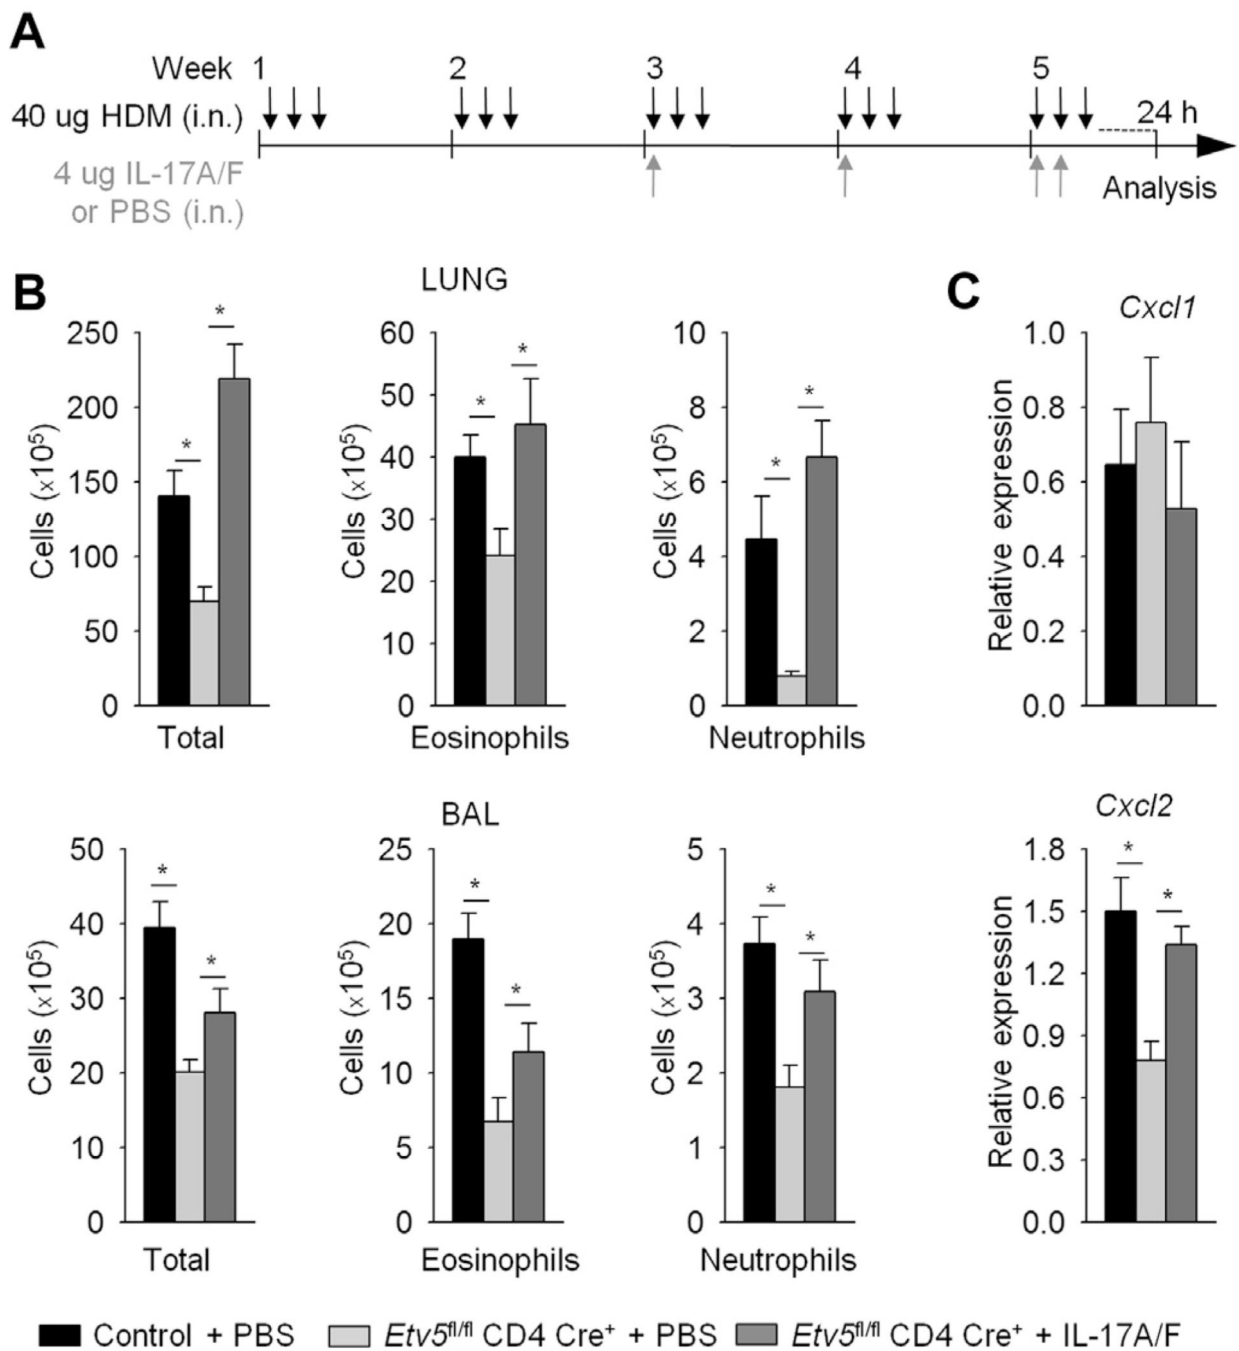 A
Week 1 2 3 4 5
40 ug HDM (i.n.)
24 h
4 ug IL-17A/F
or PBS (i.n.)
Analysis
B
LUNG
250
200
150
100
50
0
Cells (x10⁵)
*
*
Total
60
50
40
30
20
10
0
Cells (x10⁵)
*
*
Eosinophils
10
8
6
4
2
0
Cells (x10⁵)
*
*
Neutrophils
BAL
50
40
30
20
10
0
Cells (x10⁵)
*
*
Total
25
20
15
10
5
0
Cells (x10⁵)
*
*
Eosinophils
5
4
3
2
1
0
Cells (x10⁵)
*
*
Neutrophils
C
Cxcl1
1.0
0.8
0.6
0.4
0.2
0.0
Relative expression
Cxcl2
1.8
1.5
1.2
0.9
0.6
0.3
0.0
Relative expression
*
*
Control + PBS Etv5fl/fl CD4 Cre⁺ + PBS Etv5fl/fl CD4 Cre⁺ + IL-17A/F